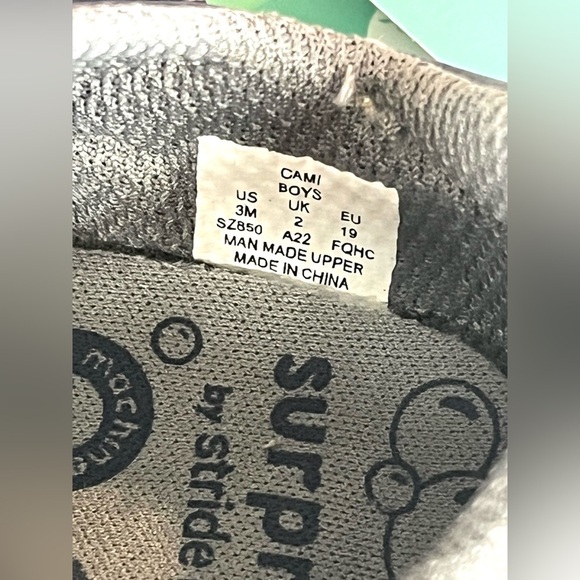 CAMI
BOYS
US UK EU
3M 2 19
SZ850 A22 FQHC
MAN MADE UPPER
MADE IN CHINA
surpr
by stride
machine